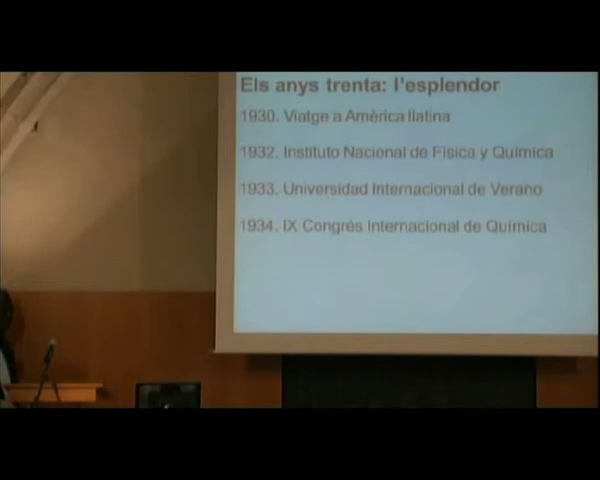 Els anys trenta: l'esplendor
1930. Viatge a Amèrica llatina
1932. Instituto Nacional de Física y Química
1933. Universidad Internacional de Verano
1934. IX Congrés Internacional de Química